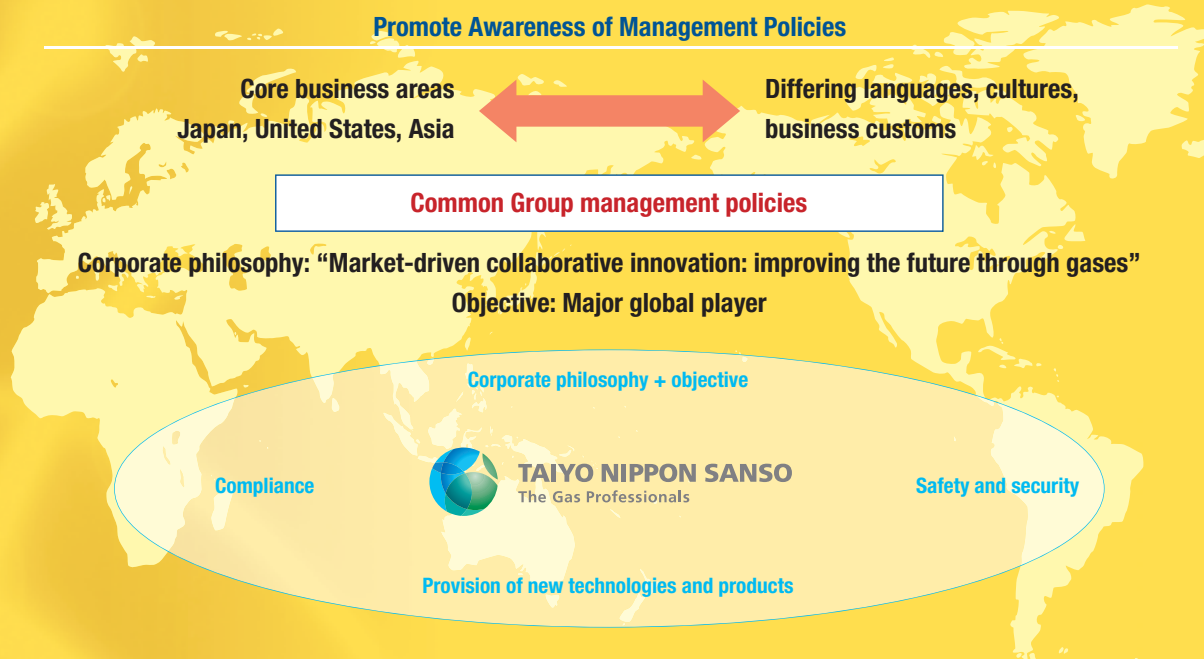 Promote Awareness of Management Policies
Core business areas
Japan, United States, Asia
Differing languages, cultures,
business customs
Common Group management policies
Corporate philosophy: “Market-driven collaborative innovation: improving the future through gases”
Objective: Major global player
Corporate philosophy + objective
Compliance
TAIYO NIPPON SANSO
The Gas Professionals
Safety and security
Provision of new technologies and products